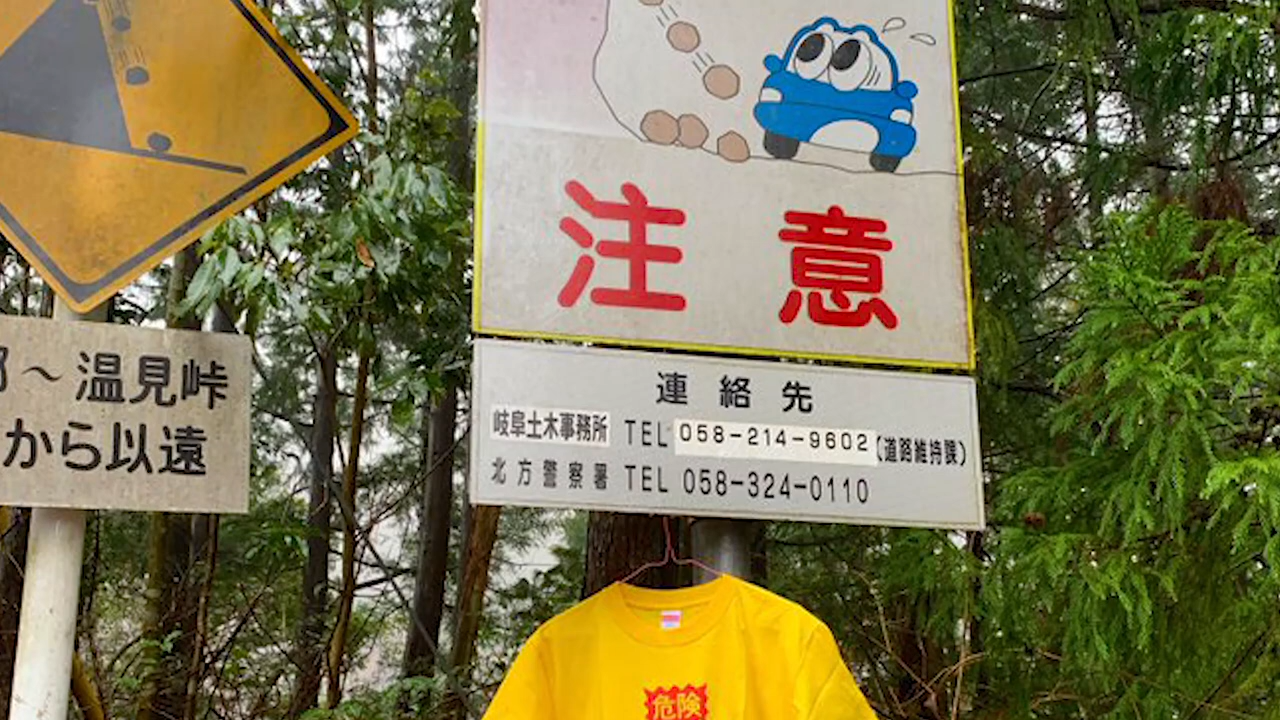 ～温見峠
から以遠
注意
連絡先
岐阜土木事務所 TEL 058-214-9602(道路維持課)
北方警察署 TEL 058-324-0110
危険